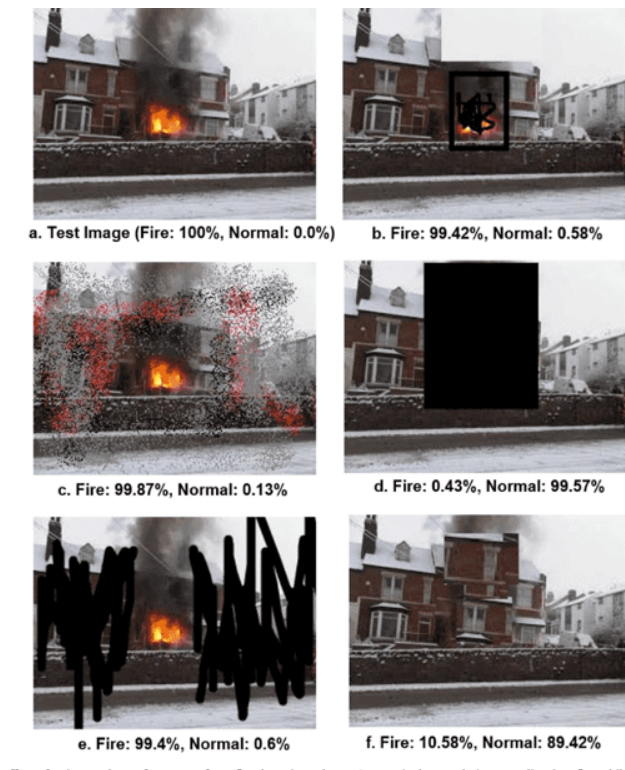 a. Test Image (Fire: 100%, Normal: 0.0%)
b. Fire: 99.42%, Normal: 0.58%
c. Fire: 99.87%, Normal: 0.13%
d. Fire: 0.43%, Normal: 99.57%
e. Fire: 99.4%, Normal: 0.6%
f. Fire: 10.58%, Normal: 89.42%